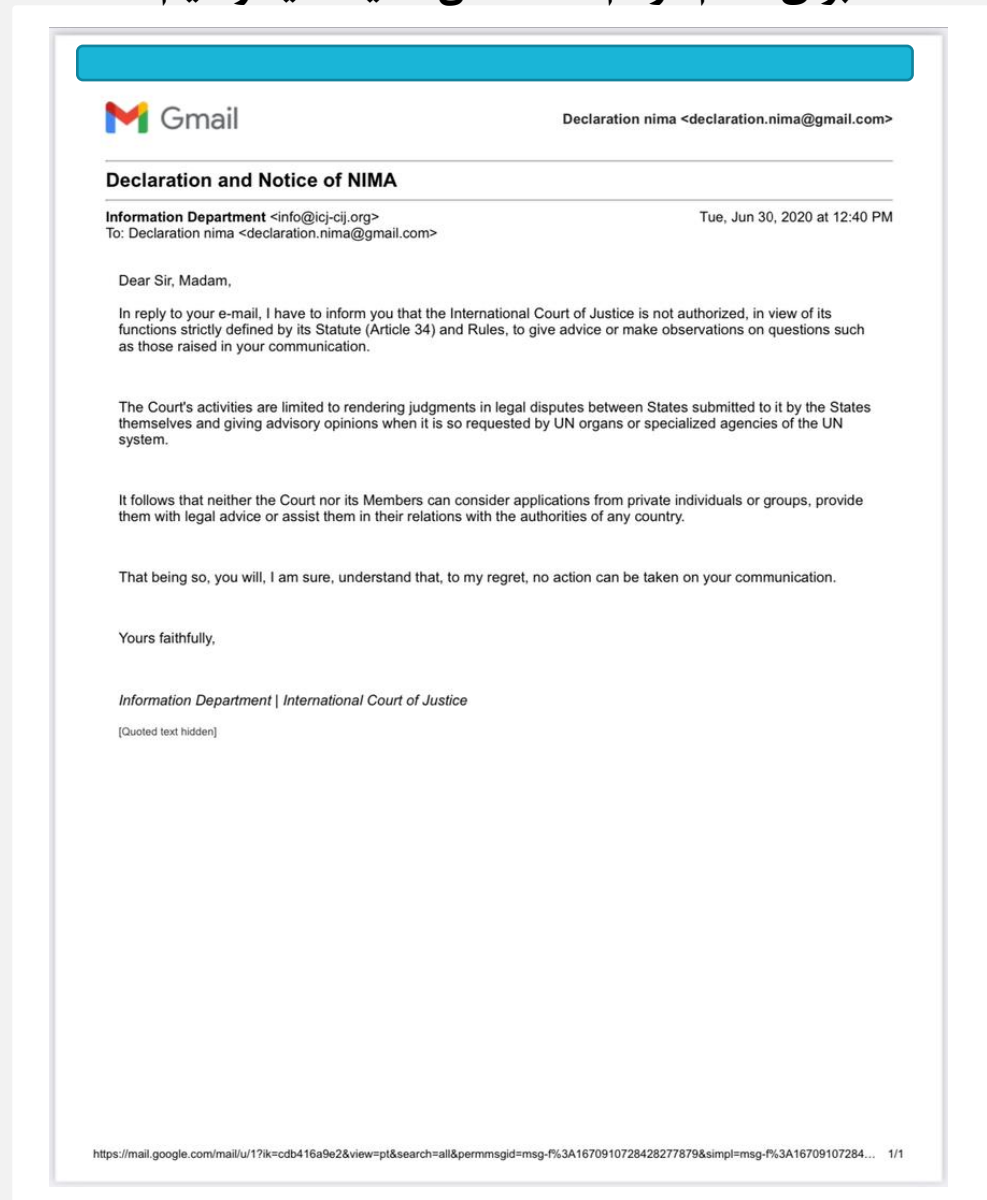 Gmail
Declaration nima <declaration.nima@gmail.com>
Declaration and Notice of NIMA
Information Department <info@icj-cij.org>
Tue, Jun 30, 2020 at 12:40 PM
To: Declaration nima <declaration.nima@gmail.com>
Dear Sir, Madam,
In reply to your e-mail, I have to inform you that the International Court of Justice is not authorized, in view of its
functions strictly defined by its Statute (Article 34) and Rules, to give advice or make observations on questions such
as those raised in your communication.
The Court's activities are limited to rendering judgments in legal disputes between States submitted to it by the States
themselves and giving advisory opinions when it is so requested by UN organs or specialized agencies of the UN
system.
It follows that neither the Court nor its Members can consider applications from private individuals or groups, provide
them with legal advice or assist them in their relations with the authorities of any country.
That being so, you will, I am sure, understand that, to my regret, no action can be taken on your communication.
Yours faithfully,
Information Department | International Court of Justice
[Quoted text hidden]
https://mail.google.com/mail/u/1?ik=cdb416a9e2&view=pt&search=all&permmsgid=msg-f%3A1670910728428277879&simpl=msg-f%3A16709107284... 1/1